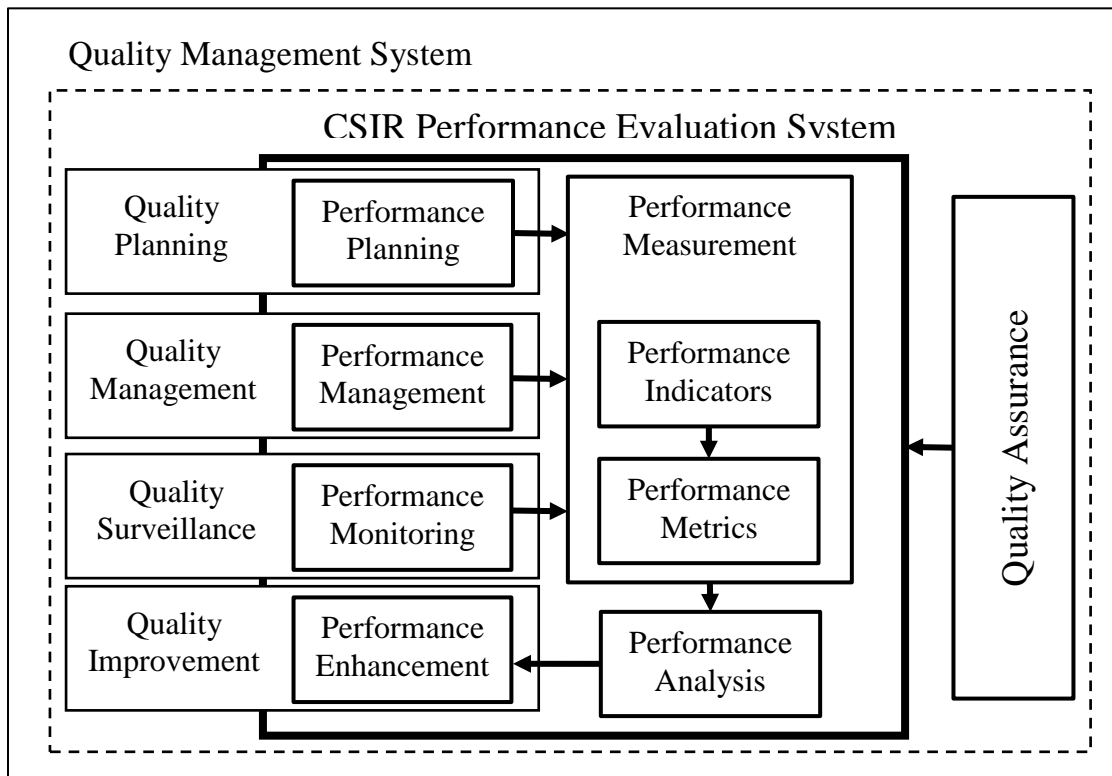 Quality Management System
CSIR Performance Evaluation System
Quality
Planning
Performance
Planning
Performance
Measurement
Quality
Management
Performance
Management
Performance
Indicators
Quality
Surveillance
Performance
Monitoring
Performance
Metrics
Quality
Improvement
Performance
Enhancement
Performance
Analysis
Quality Assurance